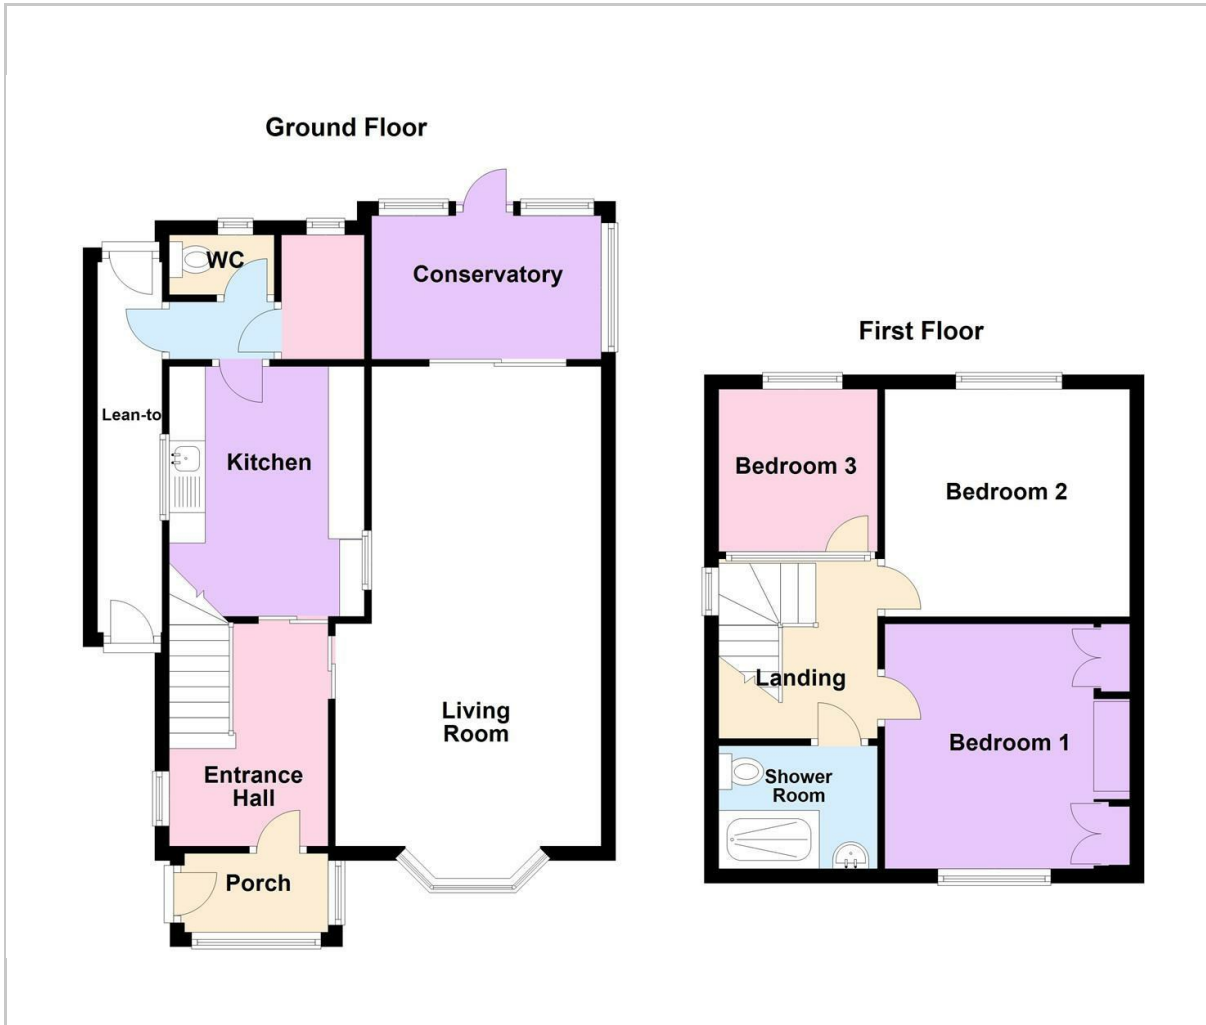 Ground Floor
WC
Conservatory
Lean-to
Kitchen
Living
Room
Entrance
Hall
Porch
First Floor
Bedroom 3
Bedroom 2
Landing
Bedroom 1
Shower
Room